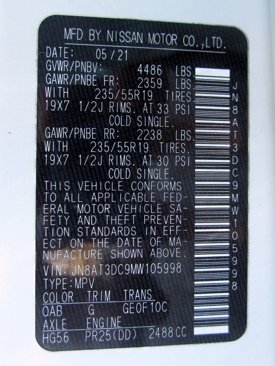 MFD BY NISSAN MOTOR CO.,LTD.
DATE: 05/21
GVWR/PNBV: 4486 LBS
GAWR/PNBE FR: 2359 LBS
WITH 235/55R19 TIRES,
19X7 1/2J RIMS, AT 33 PSI
COLD SINGLE.
GAWR/PNBE RR: 2238 LBS
WITH 235/55R19 TIRES,
19X7 1/2J RIMS, AT 30 PSI
COLD SINGLE.
THIS VEHICLE CONFORMS
TO ALL APPLICABLE FED-
ERAL MOTOR VEHICLE SA-
FETY AND THEFT PREVEN-
TION STANDARDS IN EFF-
ECT ON THE DATE OF MA-
NUFACTURE SHOWN ABOVE.
VIN:JN8AT3DC9MW105998
TYPE:MPV
COLOR TRIM TRANS
OAB G GE0F10C
AXLE ENGINE
HG56 PR25(DD) 2488CC
JN8AT3DC9MW105998